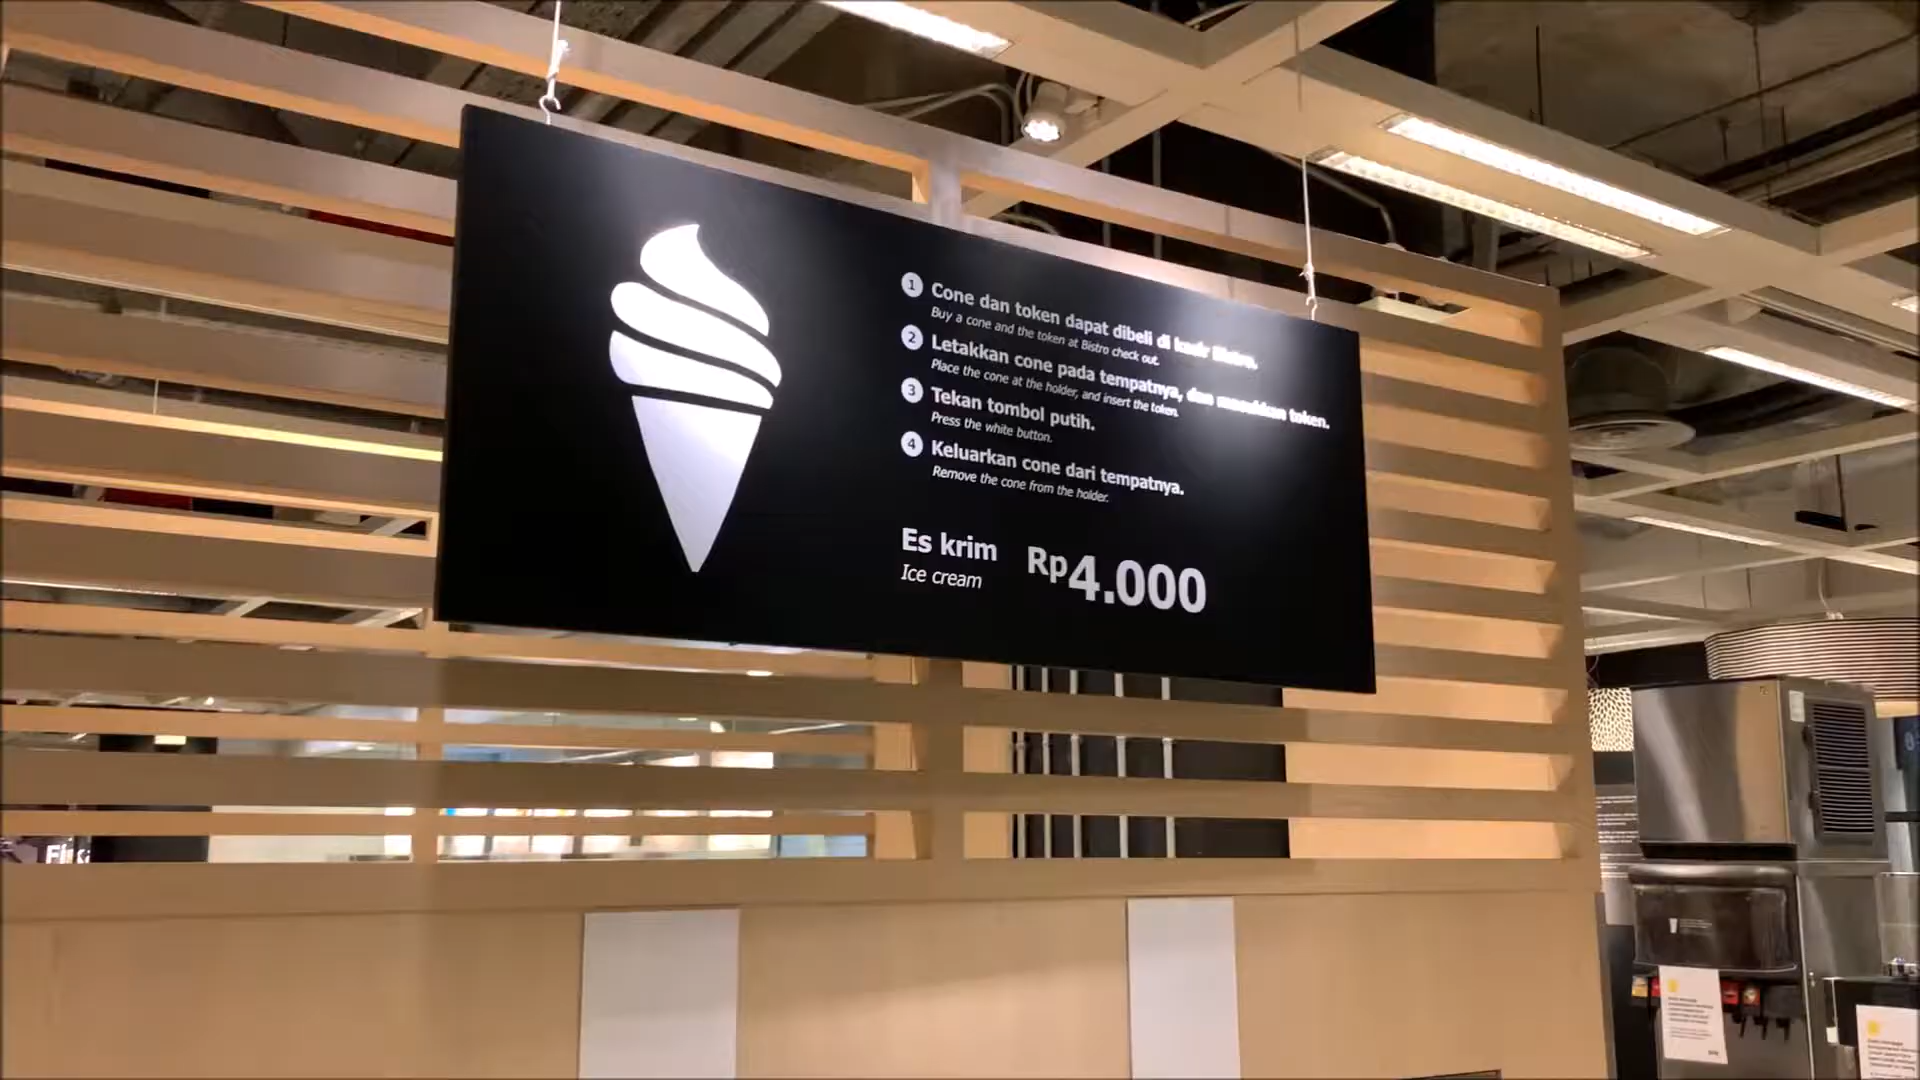 1 Cone dan token dapat dibeli di kasir Bistro.
Buy a cone and the token at Bistro check out.
2 Letakkan cone pada tempatnya, dan masukkan token.
Place the cone at the holder, and insert the token.
3 Tekan tombol putih.
Press the white button.
4 Keluarkan cone dari tempatnya.
Remove the cone from the holder.
Es krim Rp4.000
Ice cream